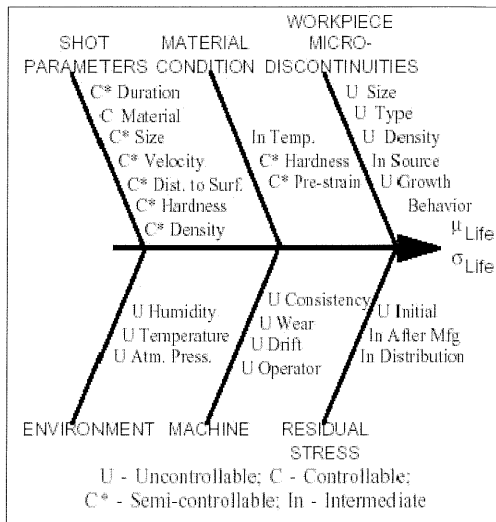 SHOT
PARAMETERS
MATERIAL
CONDITION
WORKPIECE
MICRO-
DISCONTINUITIES
C* Duration
C Material
C* Size
C* Velocity
C* Dist. to Surf.
C* Hardness
C* Density
In Temp.
C* Hardness
C* Pre-strain
U Size
U Type
U Density
In Source
U Growth
Behavior
μLife
σLife
U Humidity
U Temperature
U Atm. Press.
U Consistency
U Wear
U Drift
U Operator
U Initial
In After Mfg
In Distribution
ENVIRONMENT
MACHINE
RESIDUAL
STRESS
U - Uncontrollable; C - Controllable;
C* - Semi-controllable; In - Intermediate